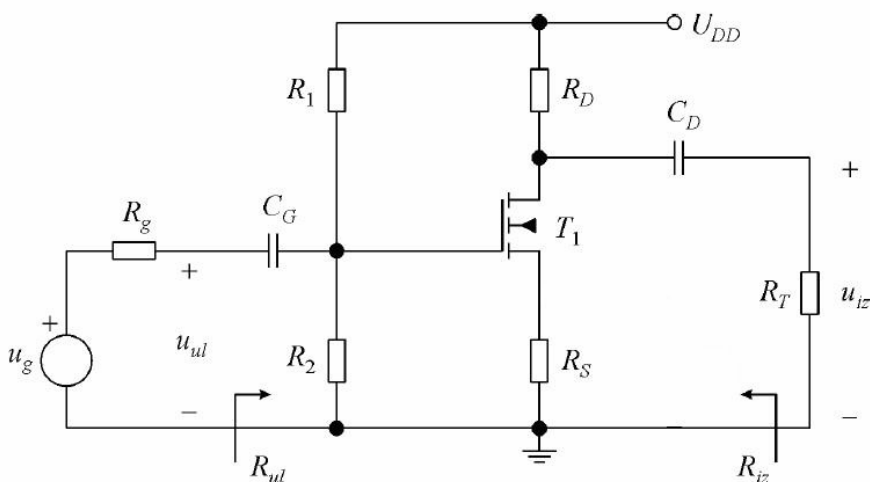 U_DD
R_1
R_D
C_D
R_g
C_G
T_1
+
+
+
u_g
u_ul
R_2
R_S
R_T
u_iz
−
−
R_ul
R_iz